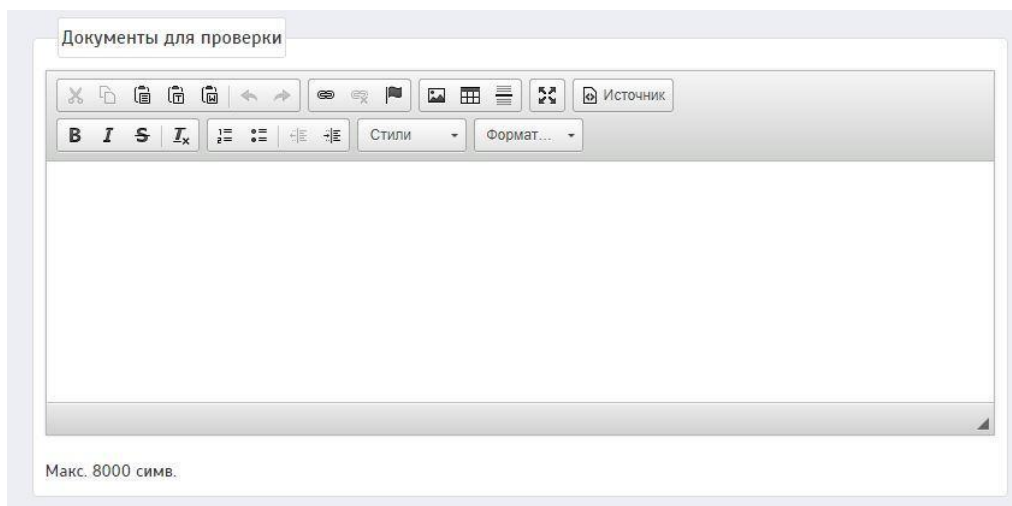 Документы для проверки
Источник
Стили Формат...
Макс. 8000 симв.